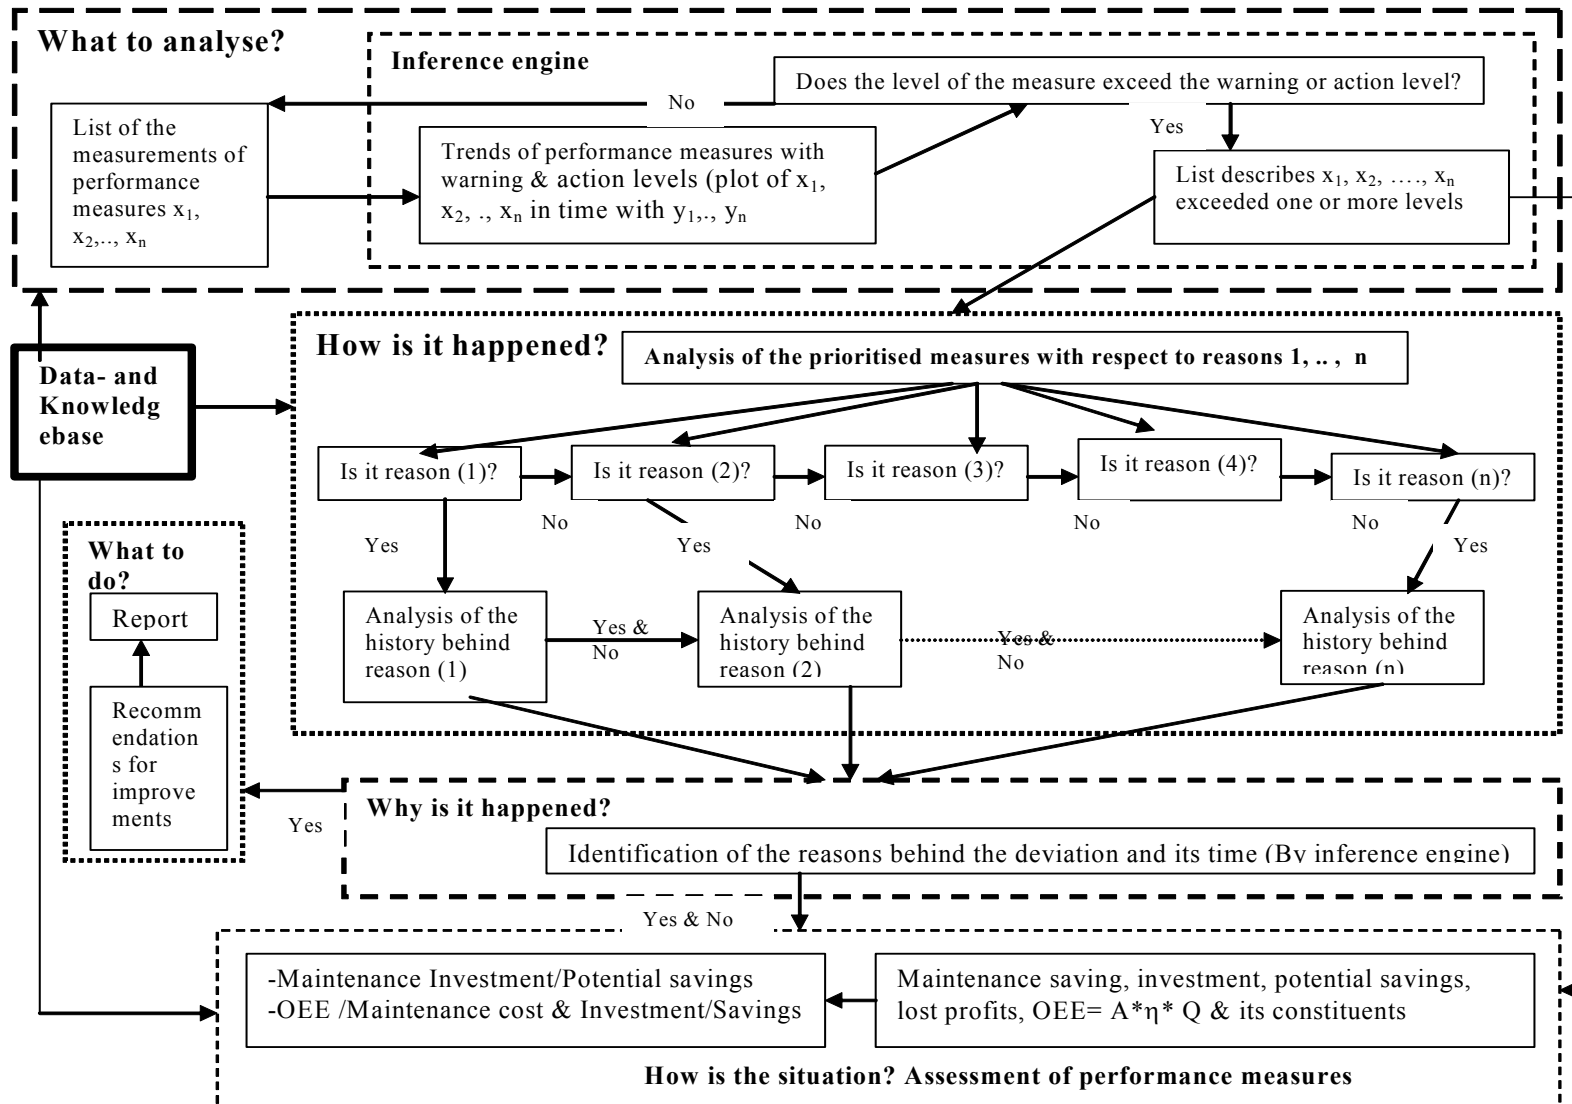 What to analyse?
Inference engine
Does the level of the measure exceed the warning or action level?
No
Yes
List of the
measurements of
performance
measures x₁,
x₂,.., xₙ
Trends of performance measures with
warning & action levels (plot of x₁,
x₂, ., xₙ in time with y₁,., yₙ
List describes x₁, x₂, …., xₙ
exceeded one or more levels
Data- and
Knowledg
ebase
How is it happened?
Analysis of the prioritised measures with respect to reasons 1, .. , n
Is it reason (1)?
Is it reason (2)?
Is it reason (3)?
Is it reason (4)?
Is it reason (n)?
No
No
No
No
Yes
Yes
Yes
Analysis of the
history behind
reason (1)
Yes &
No
Analysis of the
history behind
reason (2)
Yes &
No
Analysis of the
history behind
reason (n)
What to
do?
Report
Recomm
endation
s for
improve
ments
Yes
Why is it happened?
Identification of the reasons behind the deviation and its time (By inference engine)
Yes & No
-Maintenance Investment/Potential savings
-OEE /Maintenance cost & Investment/Savings
Maintenance saving, investment, potential savings,
lost profits, OEE= A*η* Q & its constituents
How is the situation? Assessment of performance measures